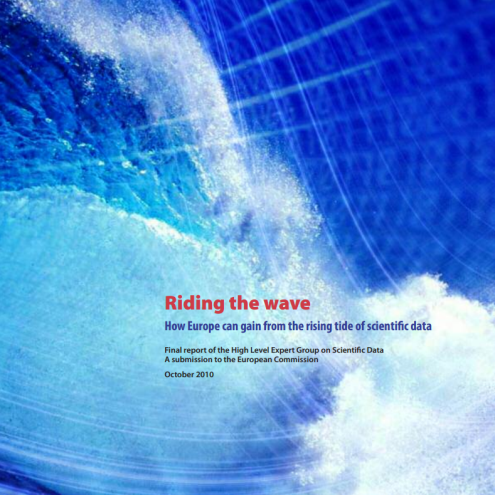 Riding the wave
How Europe can gain from the rising tide of scientific data
Final report of the High Level Expert Group on Scientific Data
A submission to the European Commission
October 2010